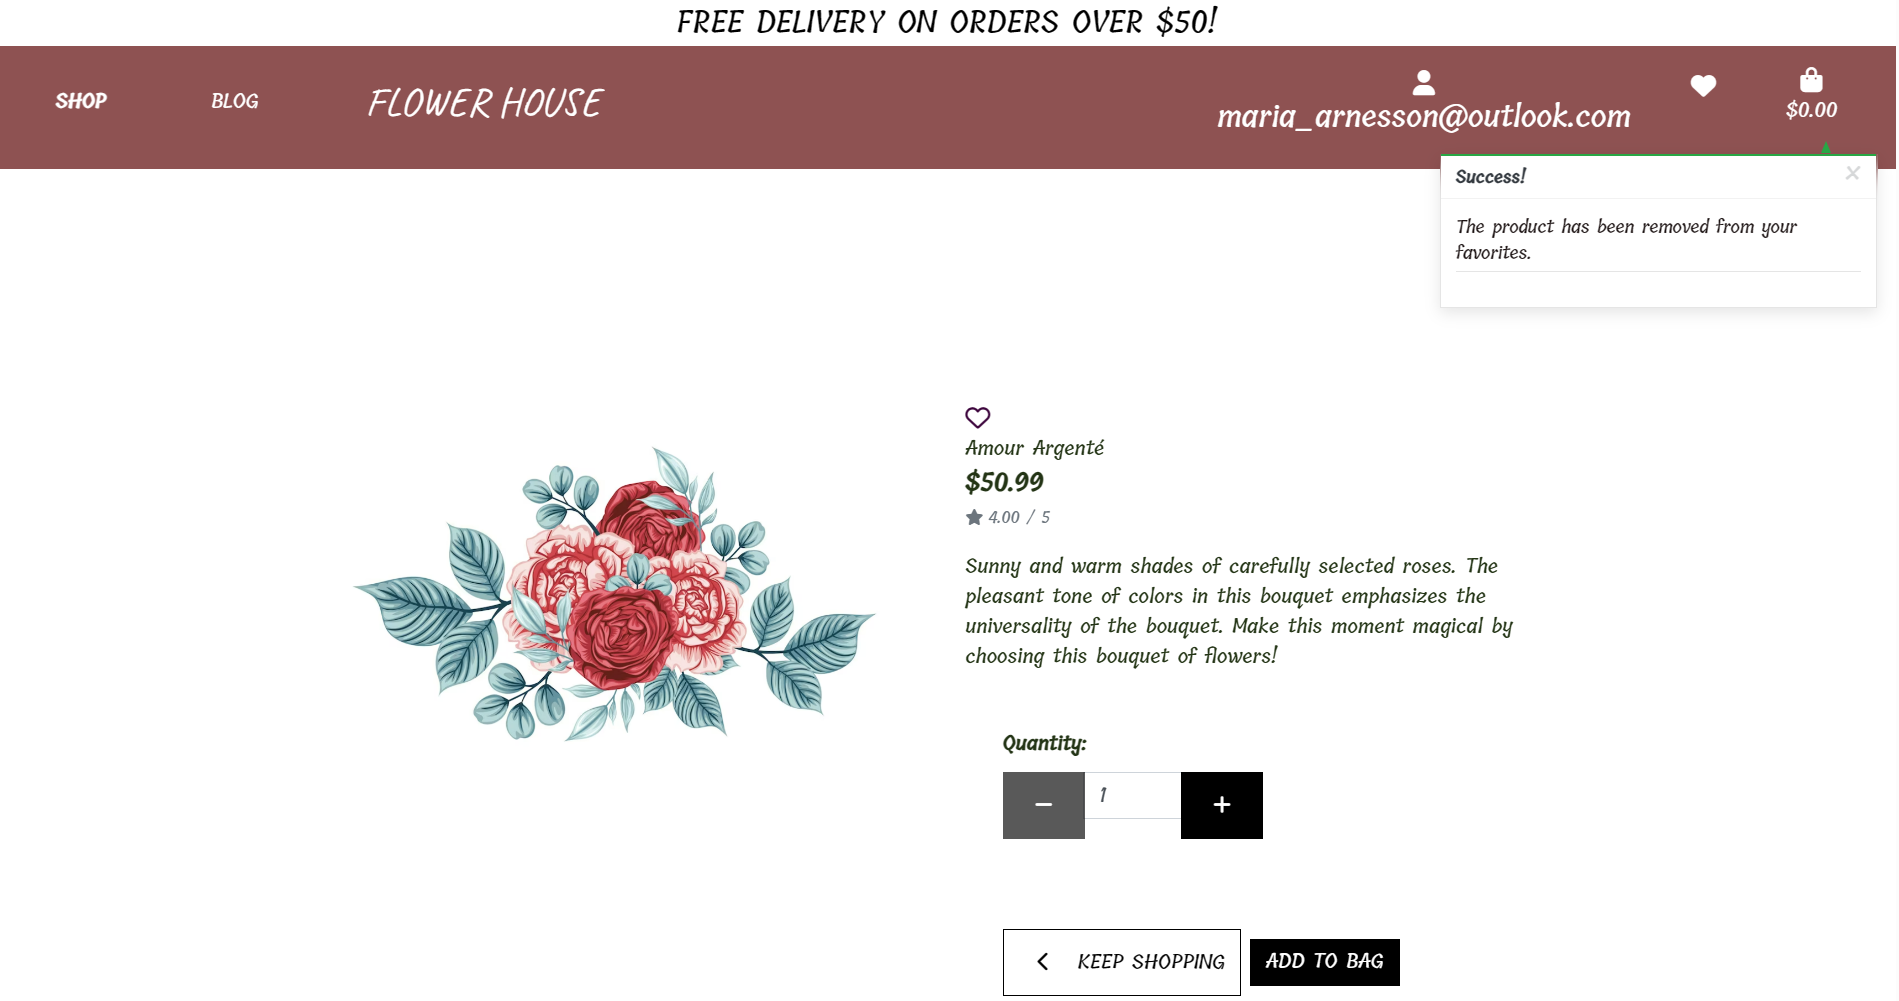 FREE DELIVERY ON ORDERS OVER $50!
SHOP
BLOG
FLOWER HOUSE
maria_arnesson@outlook.com
$0.00
Success!
×
The product has been removed from your
favorites.
Amour Argenté
$50.99
4.00 / 5
Sunny and warm shades of carefully selected roses. The
pleasant tone of colors in this bouquet emphasizes the
universality of the bouquet. Make this moment magical by
choosing this bouquet of flowers!
Quantity:
1
KEEP SHOPPING
ADD TO BAG